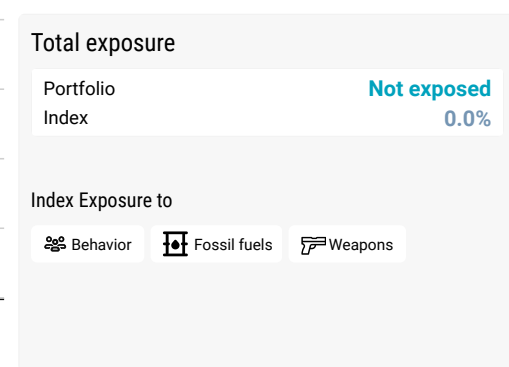 Total exposure
Portfolio Not exposed
Index 0.0%
Index Exposure to
Behavior Fossil fuels Weapons